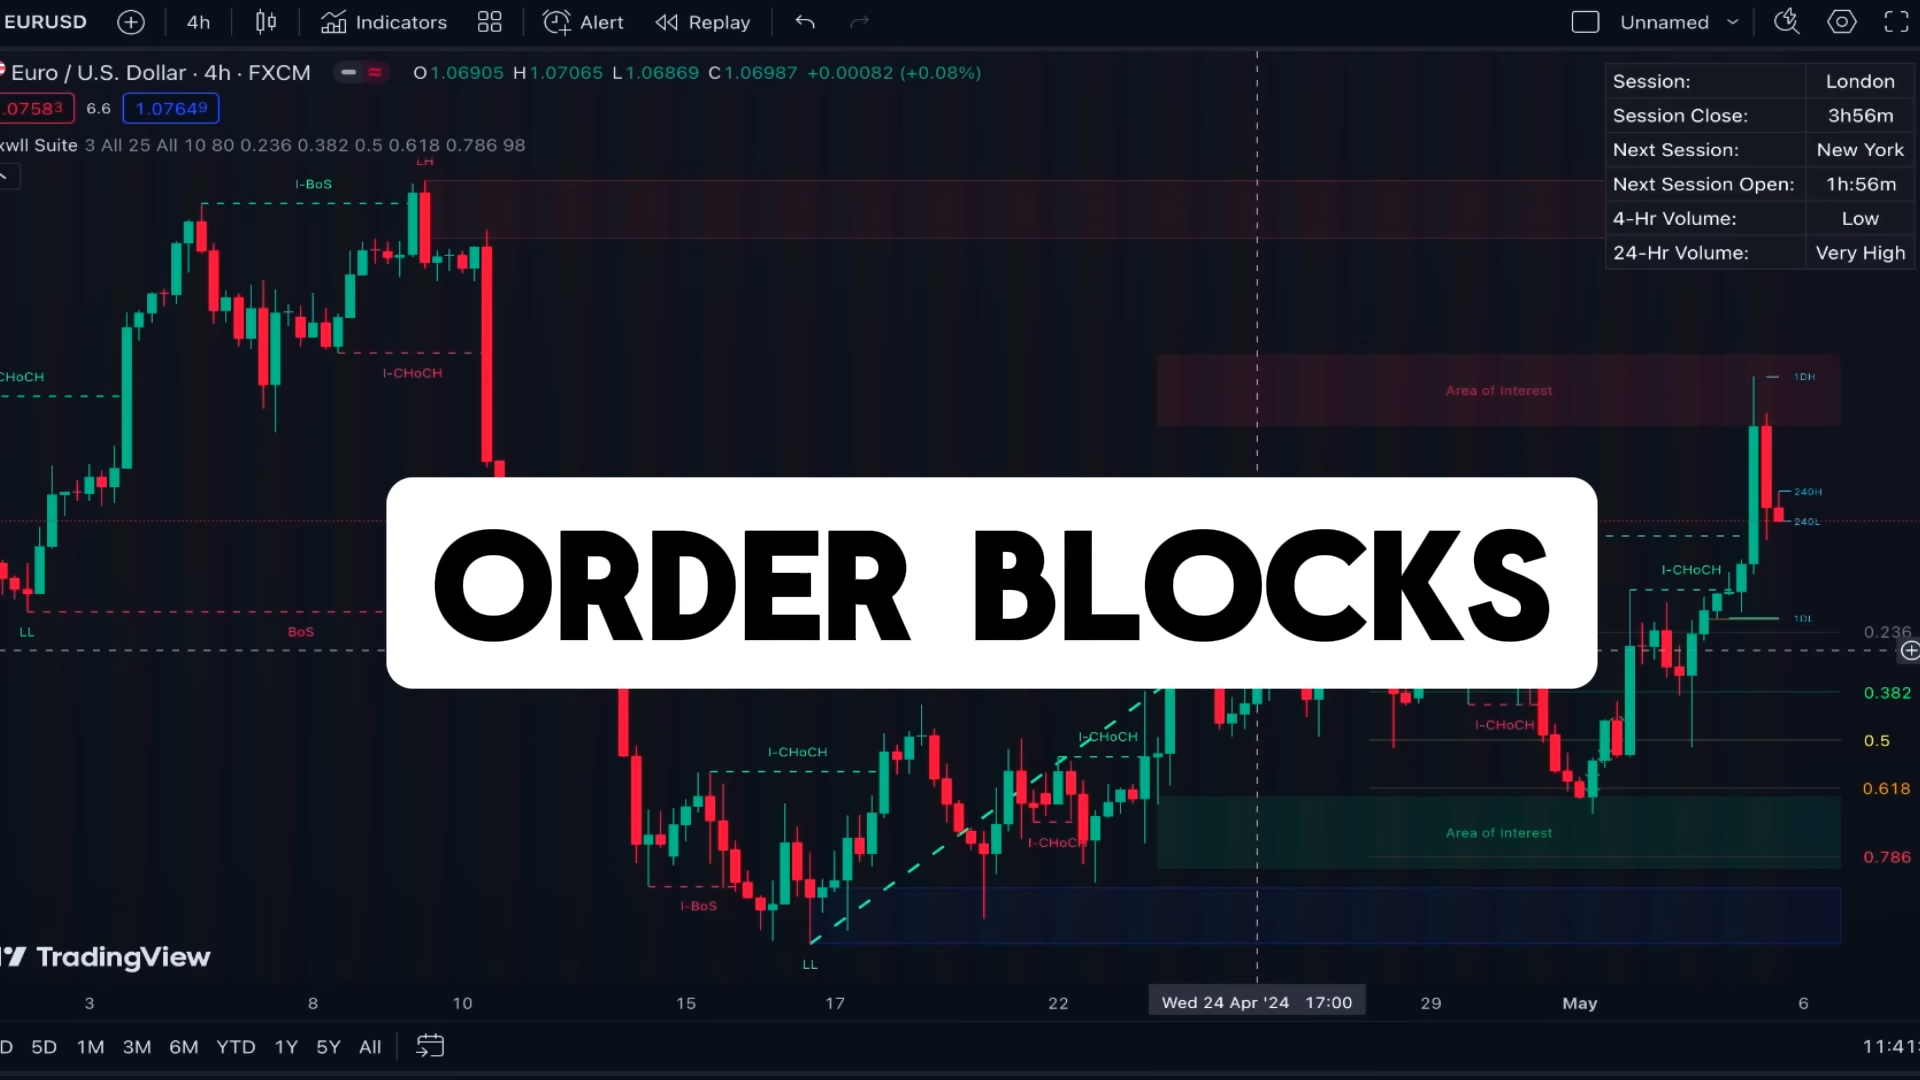 EURUSD 4h Indicators Alert Replay Unnamed
Euro / U.S. Dollar · 4h · FXCM O1.06905 H1.07065 L1.06869 C1.06987 +0.00082 (+0.08%)
.07583 6.6 1.07649
xwll Suite 3 All 25 All 10 80 0.236 0.382 0.5 0.618 0.786 98
Session: London
Session Close: 3h56m
Next Session: New York
Next Session Open: 1h:56m
4-Hr Volume: Low
24-Hr Volume: Very High
LH
I-BoS
I-CHoCH
CHoCH
Area of Interest
1DH
240H
240L
ORDER BLOCKS
I-CHoCH
1DL
LL
BoS
0.236
0.382
I-CHoCH
I-CHoCH
I-CHoCH
0.5
0.618
Area of Interest
I-CHoCH
0.786
I-BoS
LL
TradingView
3 8 10 15 17 22 Wed 24 Apr '24 17:00 29 May 6
D 5D 1M 3M 6M YTD 1Y 5Y All 11:41: